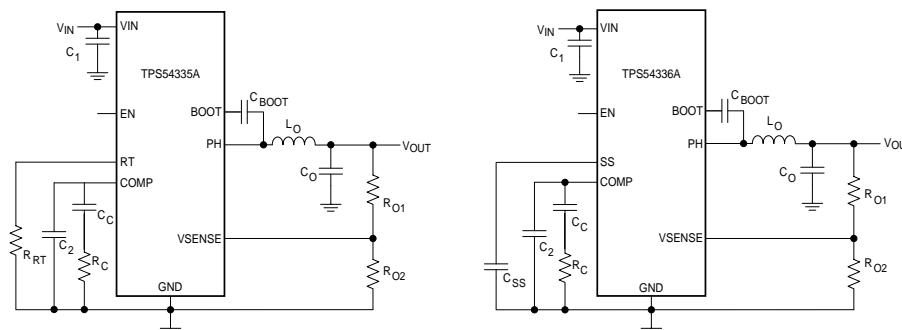 VIN VIN
C1
TPS54335A
BOOT
CBOOT
EN
LO
PH
VOUT
RT
CO
COMP
RO1
CC
VSENSE
C2
RRT
RC
RO2
GND
VIN VIN
C1
TPS54336A
BOOT
CBOOT
EN
LO
PH
VOU
SS
CO
COMP
RO1
CC
VSENSE
C2
RC
CSS
RO2
GND